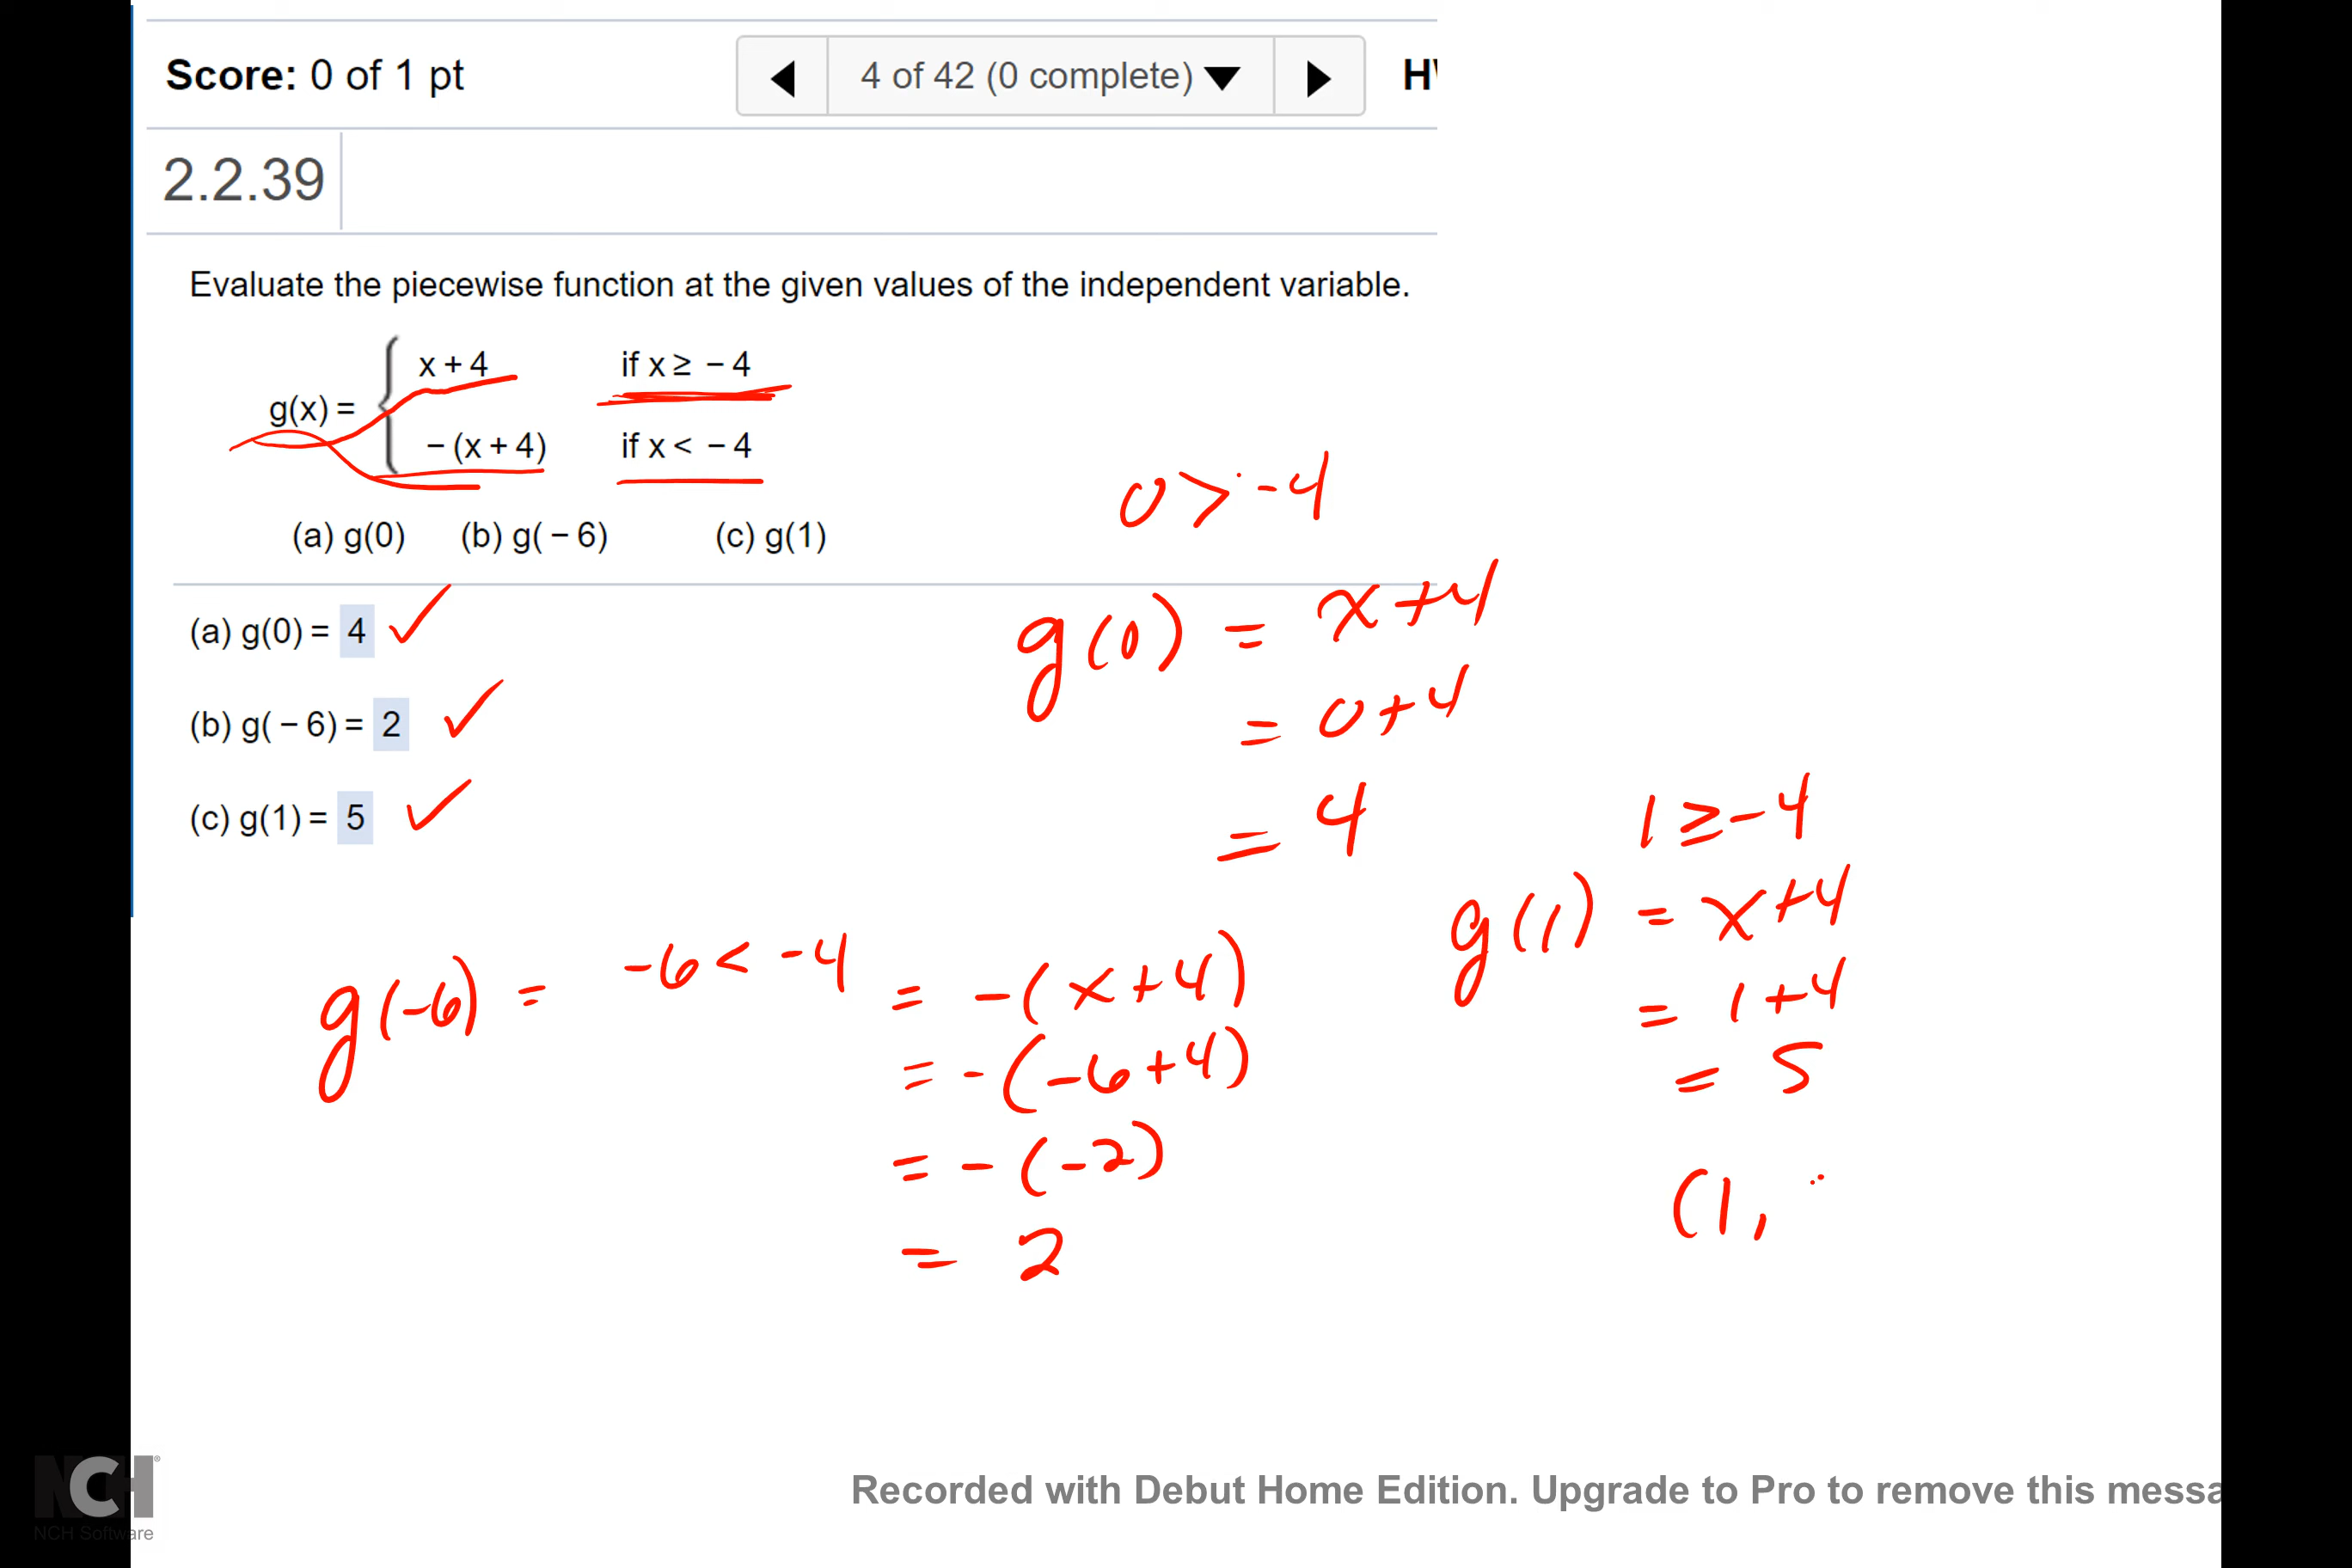 Score: 0 of 1 pt
4 of 42 (0 complete)
2.2.39
Evaluate the piecewise function at the given values of the independent variable.
g(x) = { x + 4 if x ≥ − 4
− (x + 4) if x < − 4
(a) g(0) (b) g( − 6) (c) g(1)
(a) g(0) = 4 ✓
(b) g( − 6) = 2 ✓
(c) g(1) = 5 ✓
0 > -4
g(0) = x+4
= 0+4
= 4
1 ≥ -4
g(1) = x+4
= 1+4
= 5
(1,
g(-6) = -6 < -4 = -(x+4)
= -(-6+4)
= -(-2)
= 2
NCH®
NCH Software
Recorded with Debut Home Edition. Upgrade to Pro to remove this messa